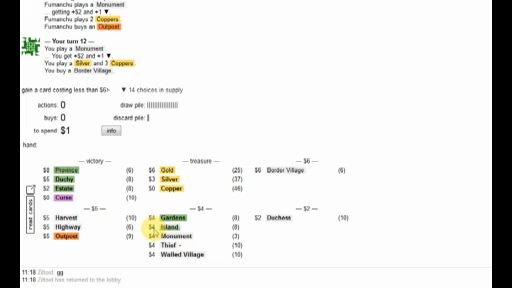 Fumanchu plays a Monument
... getting +$2 and +1 ▼
Fumanchu plays 2 Coppers
Fumanchu buys an Outpost
— Your turn 12 —
You play a Monument
... You get +$2 and +1 ▼
You play a Silver and 3 Coppers
You buy a Border Village
gain a card costing less than $6> ▼ 14 choices in supply
actions: 0 draw pile:
buys: 0 discard pile:
to spend: $1 info
hand:
— victory — — treasure — — $6 —
$8 Province (6) $6 Gold (25) $6 Border Village (6)
$5 Duchy (8) $3 Silver (37)
$2 Estate (8) $0 Copper (46)
$0 Curse (10)
— $5 — — $4 — — $2 —
$5 Harvest (10) $4 Gardens (8) $2 Duchess (10)
$5 Highway (6) Island (8)
$5 Outpost (9) $4 Monument (3)
$4 Thief - (10)
$4 Walled Village (10)
read cards
11:18 gg
11:18 has returned to the lobby